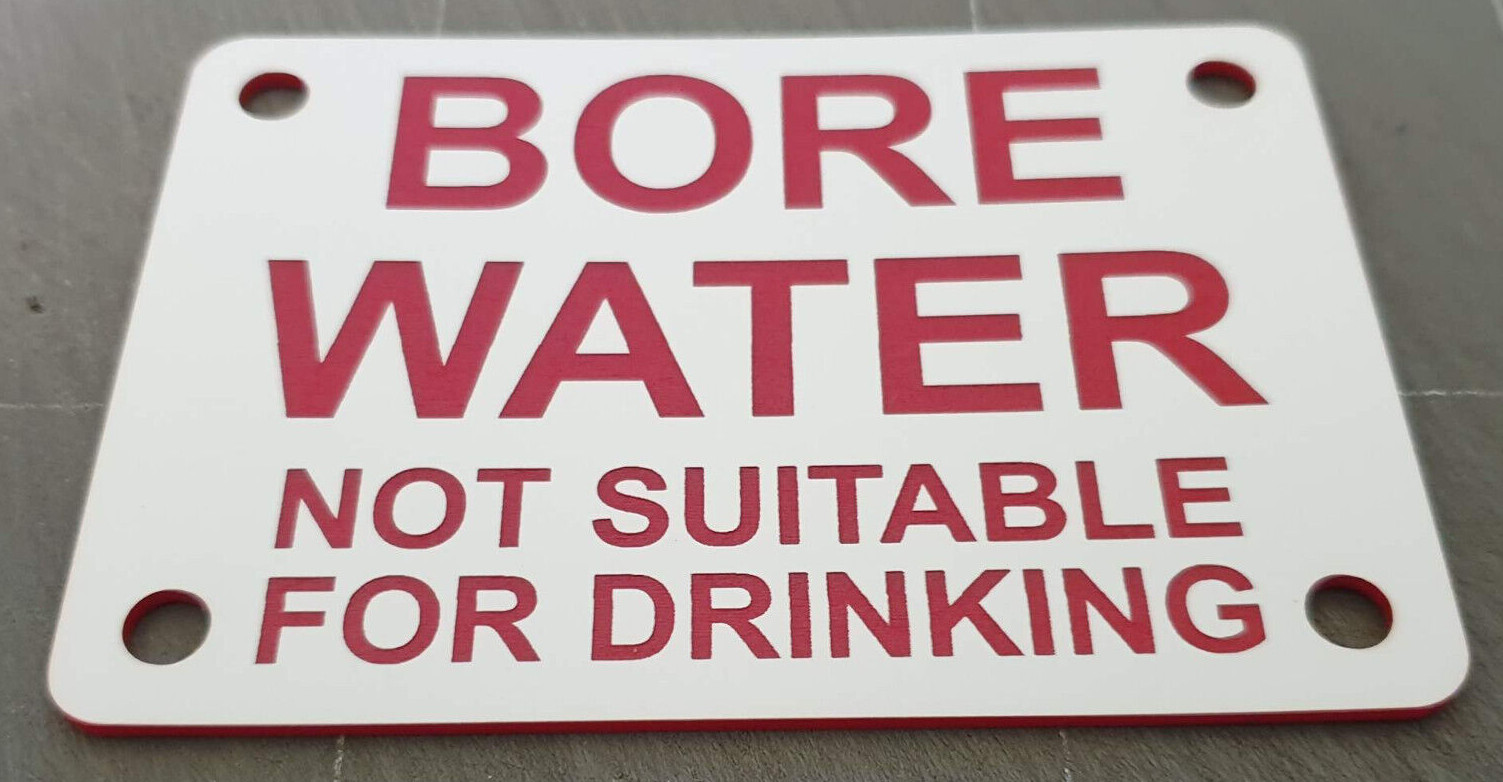 BORE
WATER
NOT SUITABLE
FOR DRINKING